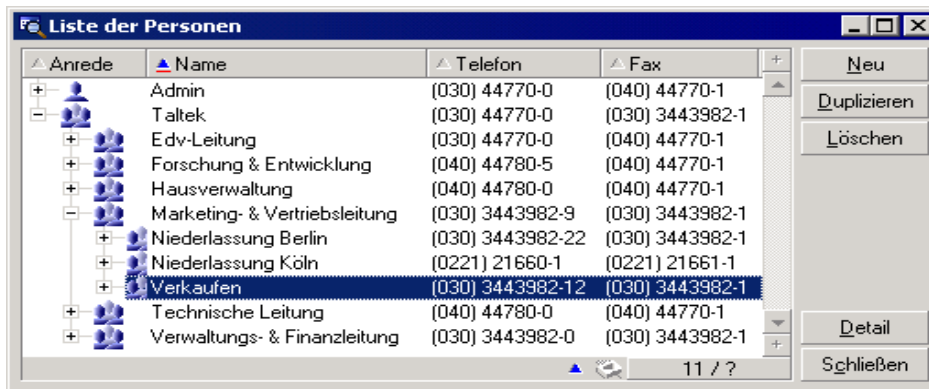 Liste der Personen
Anrede Name Telefon Fax
Admin (030) 44770-0 (040) 44770-1
Taltek (030) 44770-0 (030) 3443982-1
Edv-Leitung (030) 44770-0 (040) 44770-1
Forschung & Entwicklung (040) 44780-5 (040) 44770-1
Hausverwaltung (040) 44780-0 (040) 44770-1
Marketing- & Vertriebsleitung (030) 3443982-9 (030) 3443982-1
Niederlassung Berlin (030) 3443982-22 (030) 3443982-1
Niederlassung Köln (0221) 21660-1 (0221) 21661-1
Verkaufen (030) 3443982-12 (030) 3443982-1
Technische Leitung (040) 44780-0 (040) 44770-1
Verwaltungs- & Finanzleitung (030) 3443982-0 (030) 3443982-1
11 / ?
Neu
Duplizieren
Löschen
Detail
Schließen